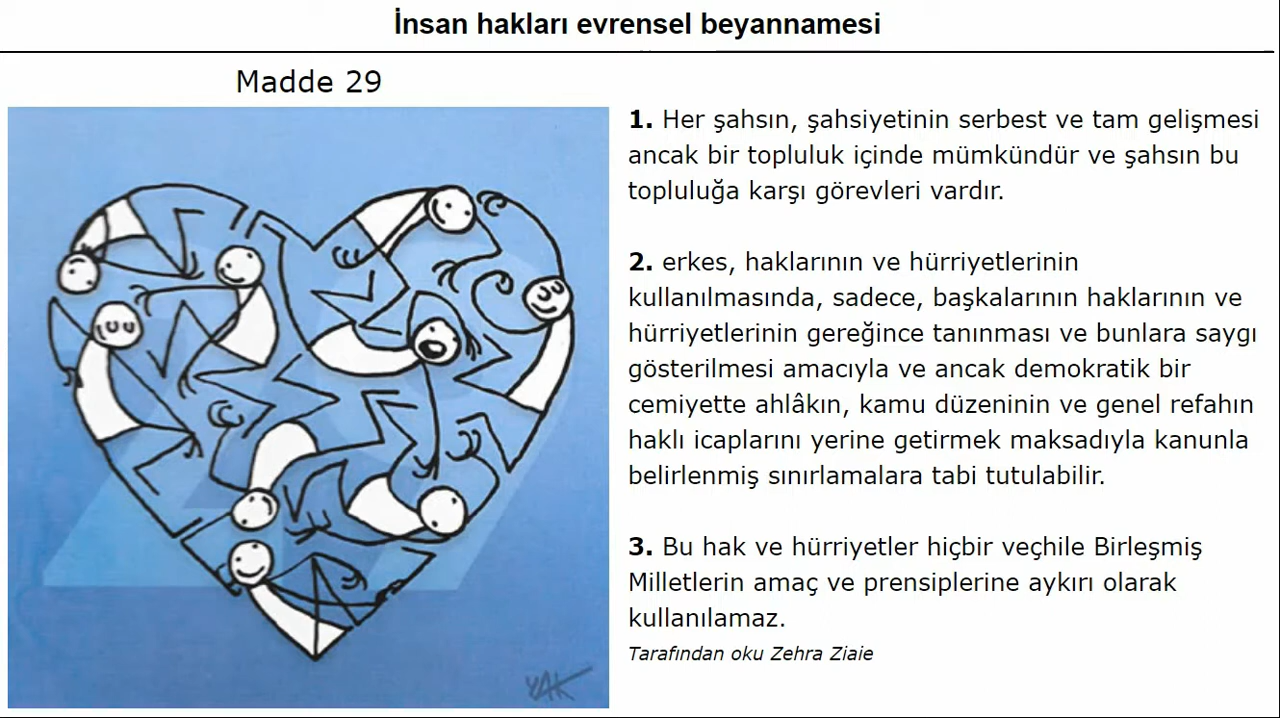 İnsan hakları evrensel beyannamesi
Madde 29
1. Her şahsın, şahsiyetinin serbest ve tam gelişmesi
ancak bir topluluk içinde mümkündür ve şahsın bu
topluluğa karşı görevleri vardır.
2. erkes, haklarının ve hürriyetlerinin
kullanılmasında, sadece, başkalarının haklarının ve
hürriyetlerinin gereğince tanınması ve bunlara saygı
gösterilmesi amacıyla ve ancak demokratik bir
cemiyette ahlâkın, kamu düzeninin ve genel refahın
haklı icaplarını yerine getirmek maksadıyla kanunla
belirlenmiş sınırlamalara tabi tutulabilir.
3. Bu hak ve hürriyetler hiçbir veçhile Birleşmiş
Milletlerin amaç ve prensiplerine aykırı olarak
kullanılamaz.
Tarafından oku Zehra Ziaie
29
YAK